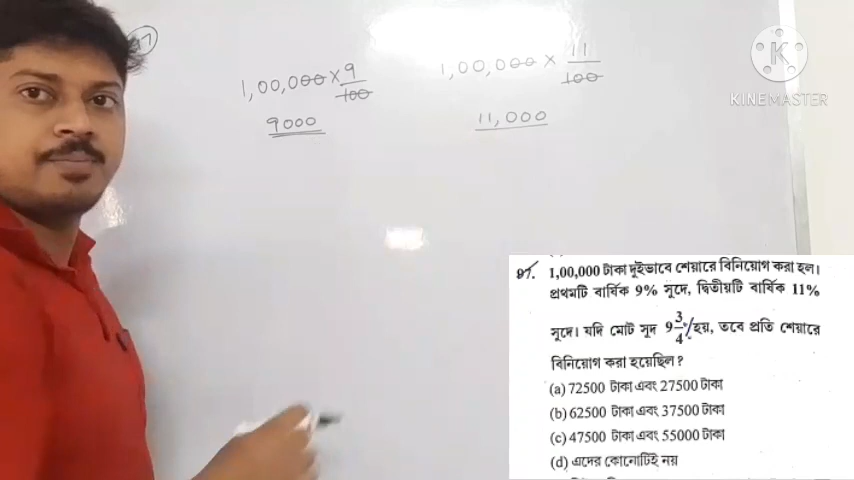 97
1,00,000 × 9/100
9000
1,00,000 × 11/100
11,000
K
KINEMASTER
97. 1,00,000 টাকা দুইভাবে শেয়ারে বিনিয়োগ করা হল।
প্রথমটি বার্ষিক 9% সুদে, দ্বিতীয়টি বার্ষিক 11%
সুদে। যদি মোট সুদ 9 3/4 % হয়, তবে প্রতি শেয়ারে
বিনিয়োগ করা হয়েছিল?
(a) 72500 টাকা এবং 27500 টাকা
(b) 62500 টাকা এবং 37500 টাকা
(c) 47500 টাকা এবং 55000 টাকা
(d) এদের কোনোটিই নয়